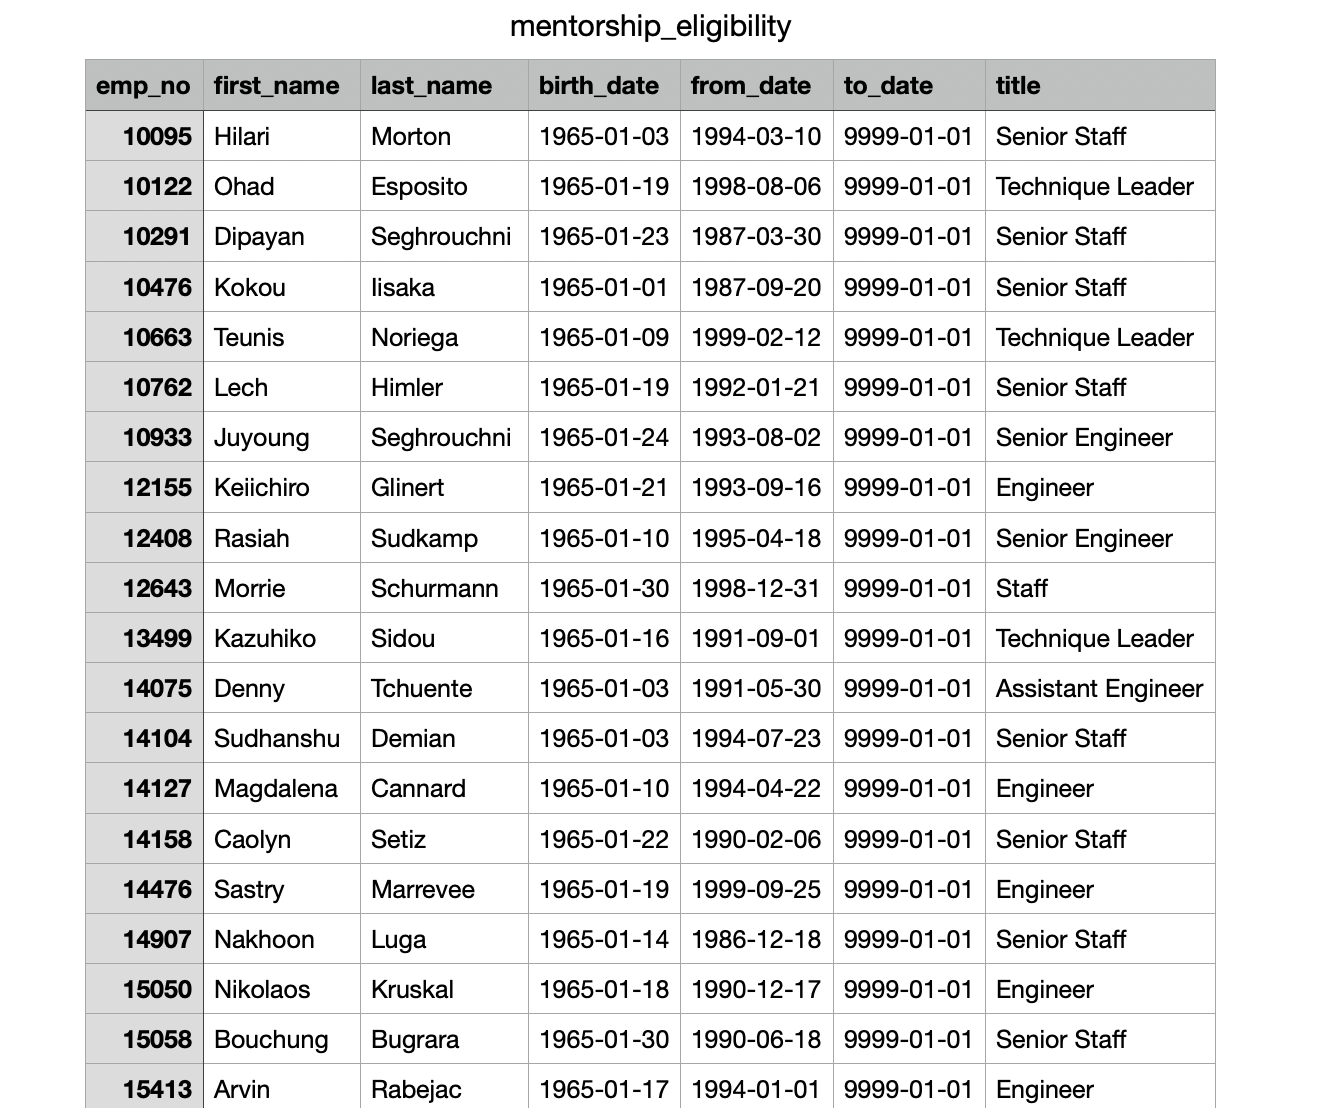 mentorship_eligibility
emp_no first_name last_name birth_date from_date to_date title
10095 Hilari Morton 1965-01-03 1994-03-10 9999-01-01 Senior Staff
10122 Ohad Esposito 1965-01-19 1998-08-06 9999-01-01 Technique Leader
10291 Dipayan Seghrouchni 1965-01-23 1987-03-30 9999-01-01 Senior Staff
10476 Kokou Iisaka 1965-01-01 1987-09-20 9999-01-01 Senior Staff
10663 Teunis Noriega 1965-01-09 1999-02-12 9999-01-01 Technique Leader
10762 Lech Himler 1965-01-19 1992-01-21 9999-01-01 Senior Staff
10933 Juyoung Seghrouchni 1965-01-24 1993-08-02 9999-01-01 Senior Engineer
12155 Keiichiro Glinert 1965-01-21 1993-09-16 9999-01-01 Engineer
12408 Rasiah Sudkamp 1965-01-10 1995-04-18 9999-01-01 Senior Engineer
12643 Morrie Schurmann 1965-01-30 1998-12-31 9999-01-01 Staff
13499 Kazuhiko Sidou 1965-01-16 1991-09-01 9999-01-01 Technique Leader
14075 Denny Tchuente 1965-01-03 1991-05-30 9999-01-01 Assistant Engineer
14104 Sudhanshu Demian 1965-01-03 1994-07-23 9999-01-01 Senior Staff
14127 Magdalena Cannard 1965-01-10 1994-04-22 9999-01-01 Engineer
14158 Caolyn Setiz 1965-01-22 1990-02-06 9999-01-01 Senior Staff
14476 Sastry Marrevee 1965-01-19 1999-09-25 9999-01-01 Engineer
14907 Nakhoon Luga 1965-01-14 1986-12-18 9999-01-01 Senior Staff
15050 Nikolaos Kruskal 1965-01-18 1990-12-17 9999-01-01 Engineer
15058 Bouchung Bugrara 1965-01-30 1990-06-18 9999-01-01 Senior Staff
15413 Arvin Rabejac 1965-01-17 1994-01-01 9999-01-01 Engineer